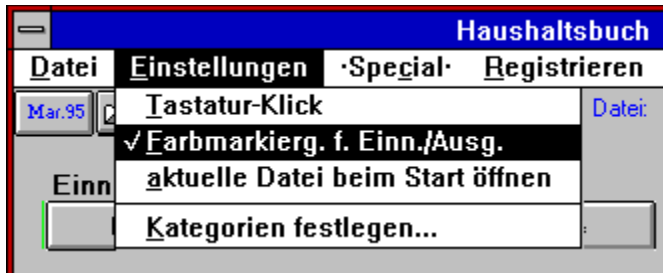 Haushaltsbuch
Datei Einstellungen ·Special· Registrieren
Mar.95 Datei:
Tastatur-Klick
✓ Farbmarkierg. f. Einn./Ausg.
aktuelle Datei beim Start öffnen
Einn
Kategorien festlegen...